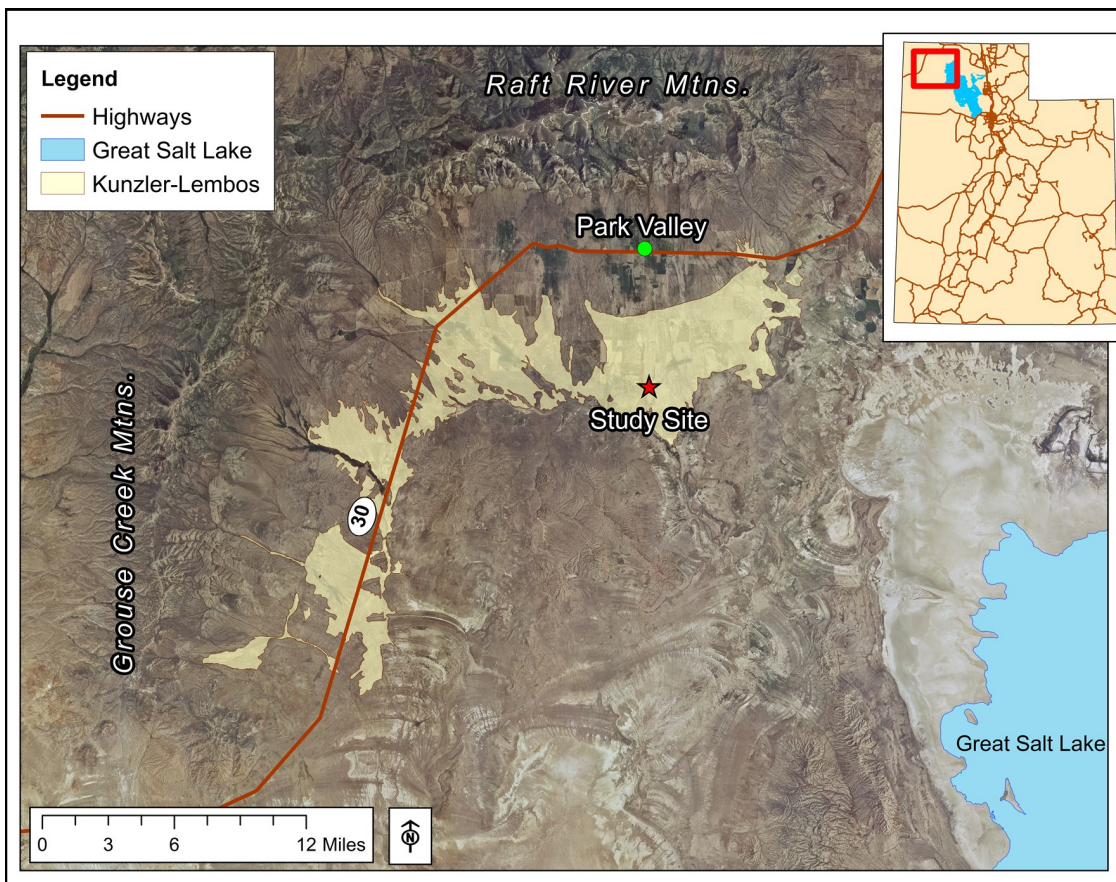 Legend
Highways
Great Salt Lake
Kunzler-Lembos
Raft River Mtns.
Park Valley
Study Site
Grouse Creek Mtns.
30
Great Salt Lake
0 3 6 12 Miles
N